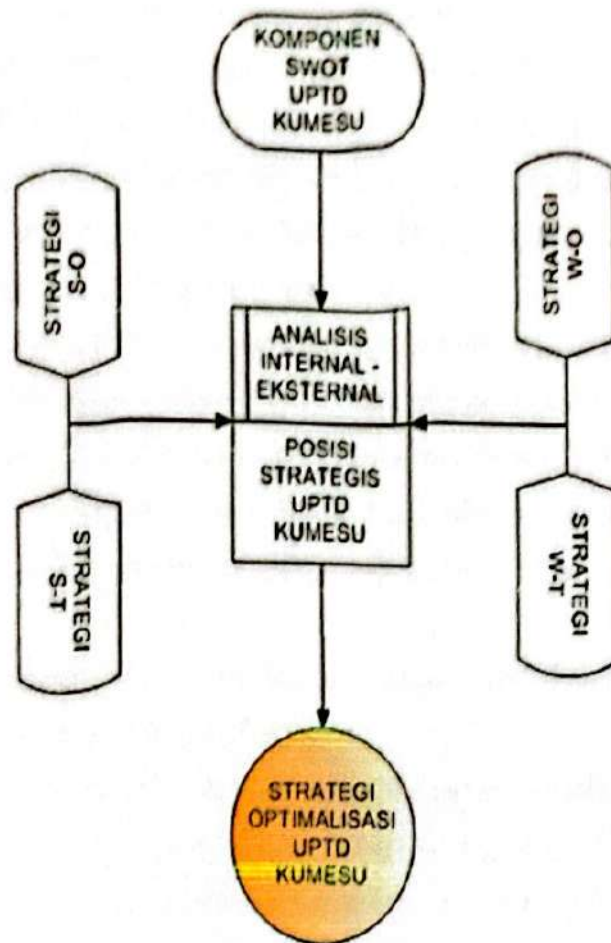 KOMPONEN
SWOT
UPTD
KUMESU
STRATEGI
O-S
STRATEGI
O-W
ANALISIS
INTERNAL -
EKSTERNAL
POSISI
STRATEGIS
UPTD
KUMESU
STRATEGI
S-T
STRATEGI
W-T
STRATEGI
OPTIMALISASI
UPTD
KUMESU